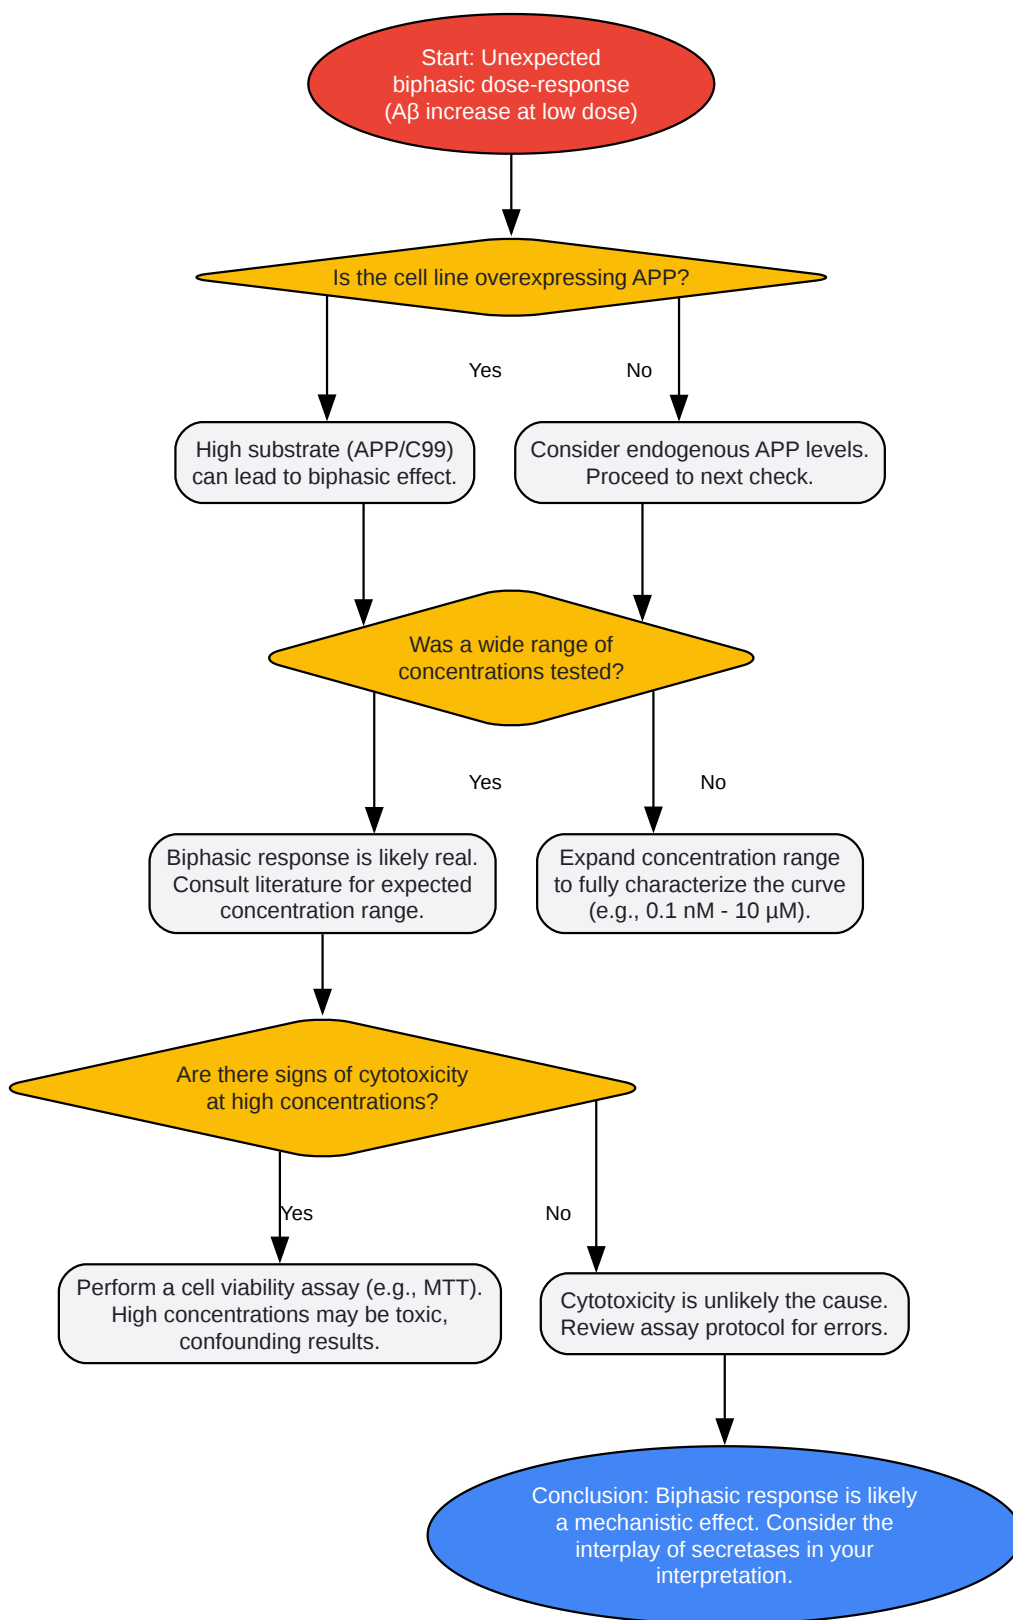 Start: Unexpected
biphasic dose-response
(Aβ increase at low dose)
Is the cell line overexpressing APP?
Yes
No
High substrate (APP/C99)
can lead to biphasic effect.
Consider endogenous APP levels.
Proceed to next check.
Was a wide range of
concentrations tested?
Yes
No
Biphasic response is likely real.
Consult literature for expected
concentration range.
Expand concentration range
to fully characterize the curve
(e.g., 0.1 nM - 10 µM).
Are there signs of cytotoxicity
at high concentrations?
Yes
No
Perform a cell viability assay (e.g., MTT).
High concentrations may be toxic,
confounding results.
Cytotoxicity is unlikely the cause.
Review assay protocol for errors.
Conclusion: Biphasic response is likely
a mechanistic effect. Consider the
interplay of secretases in your
interpretation.